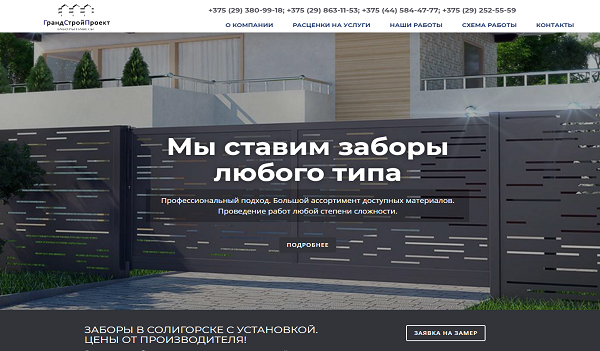 ГрандСтройПроект
+375 (29) 380-99-18; +375 (29) 863-11-53; +375 (44) 584-47-77; +375 (29) 252-55-59
О КОМПАНИИ РАСЦЕНКИ НА УСЛУГИ НАШИ РАБОТЫ СХЕМА РАБОТЫ КОНТАКТЫ
Мы ставим заборы
любого типа
Профессиональный подход. Большой ассортимент доступных материалов.
Проведение работ любой степени сложности.
ПОДРОБНЕЕ
ЗАБОРЫ В СОЛИГОРСКЕ С УСТАНОВКОЙ.
ЦЕНЫ ОТ ПРОИЗВОДИТЕЛЯ!
ЗАЯВКА НА ЗАМЕР